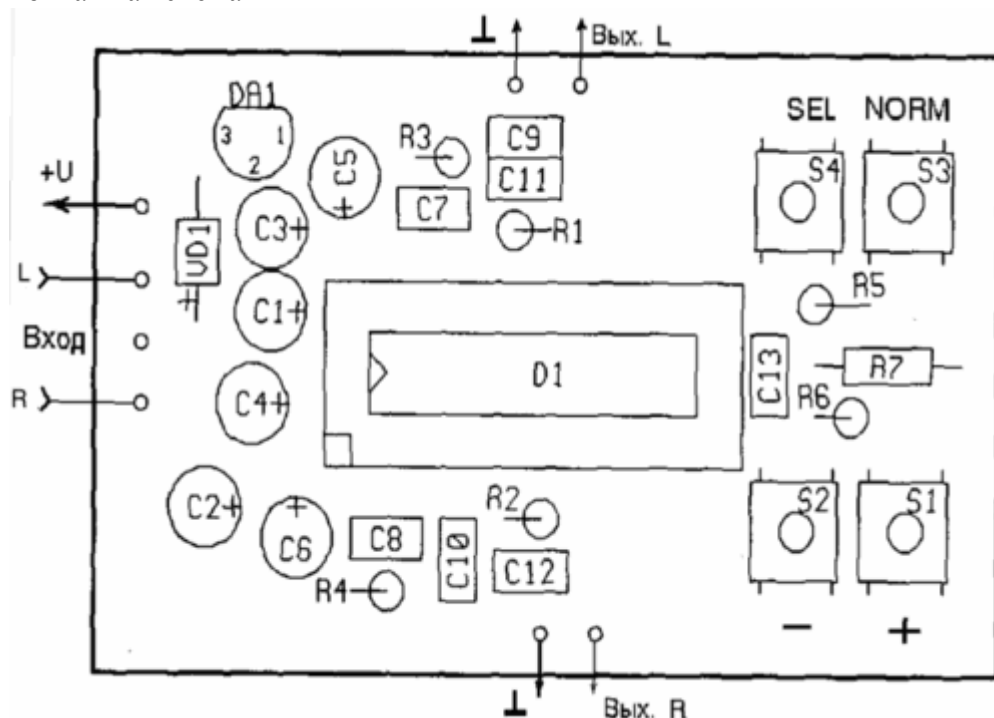 ⊥ Вых. L
DA1
3 1
2
C5
R3
C9
C11
C7
R1
SEL NORM
S4 S3
+U
VD1
C3+
L
C1+
Вход
R
C4+
D1
C13
R5
R7
R6
C2+
+
C6
C8
R4
C10
R2
C12
S2 S1
− +
⊥ Вых. R